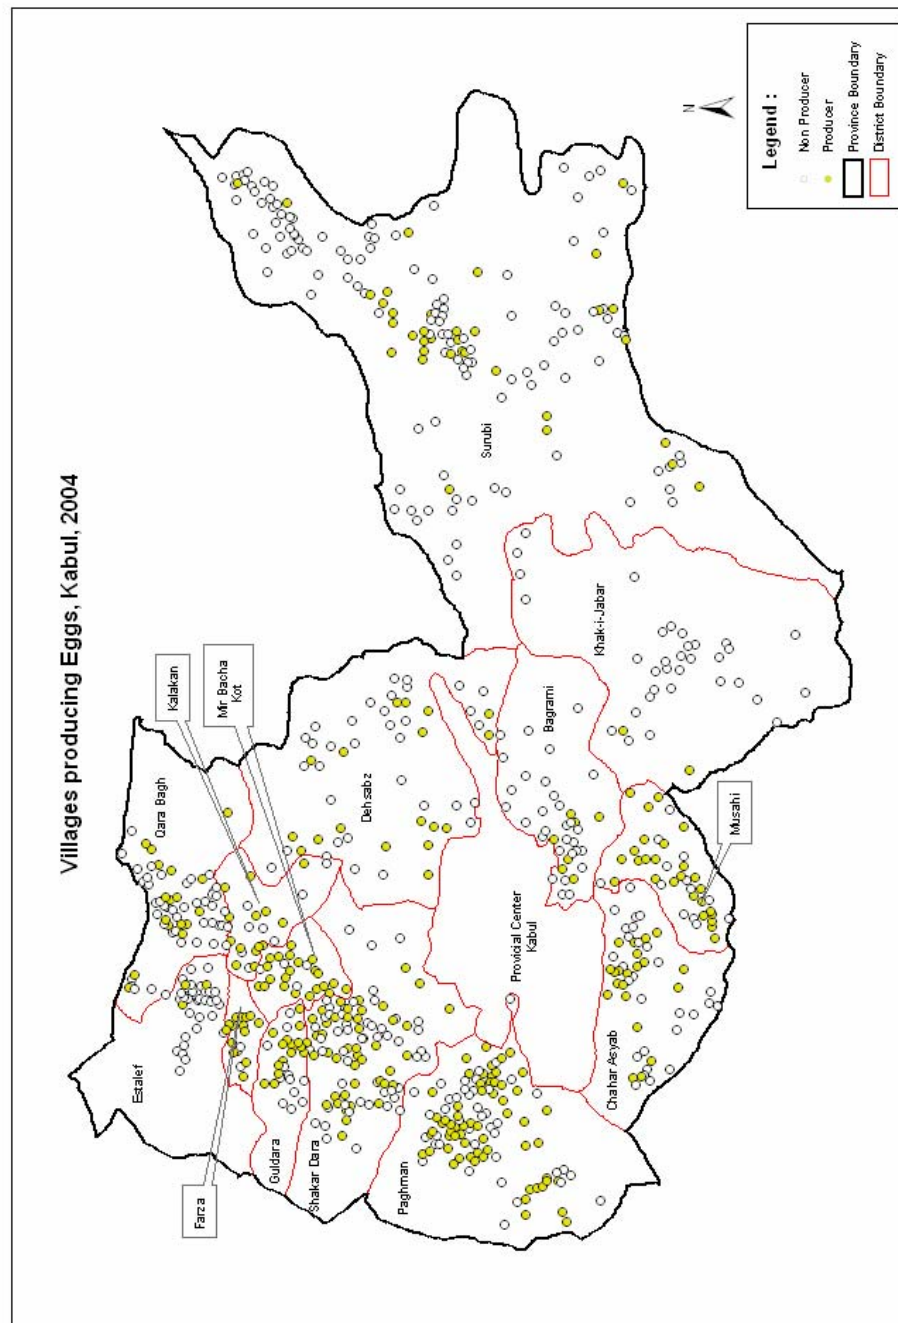 Villages producing Eggs, Kabul, 2004
Kalakan
Mir Bacha
Kot
Qara Bagh
Estalef
Farza
Guldara
Shakar Dara
Paghman
Dehsabz
Provicial Center
Kabul
Bagrami
Khak-i-Jabar
Surubi
Chahar Asyab
Musahi
N
Legend :
Non Producer
Producer
Province Boundary
District Boundary